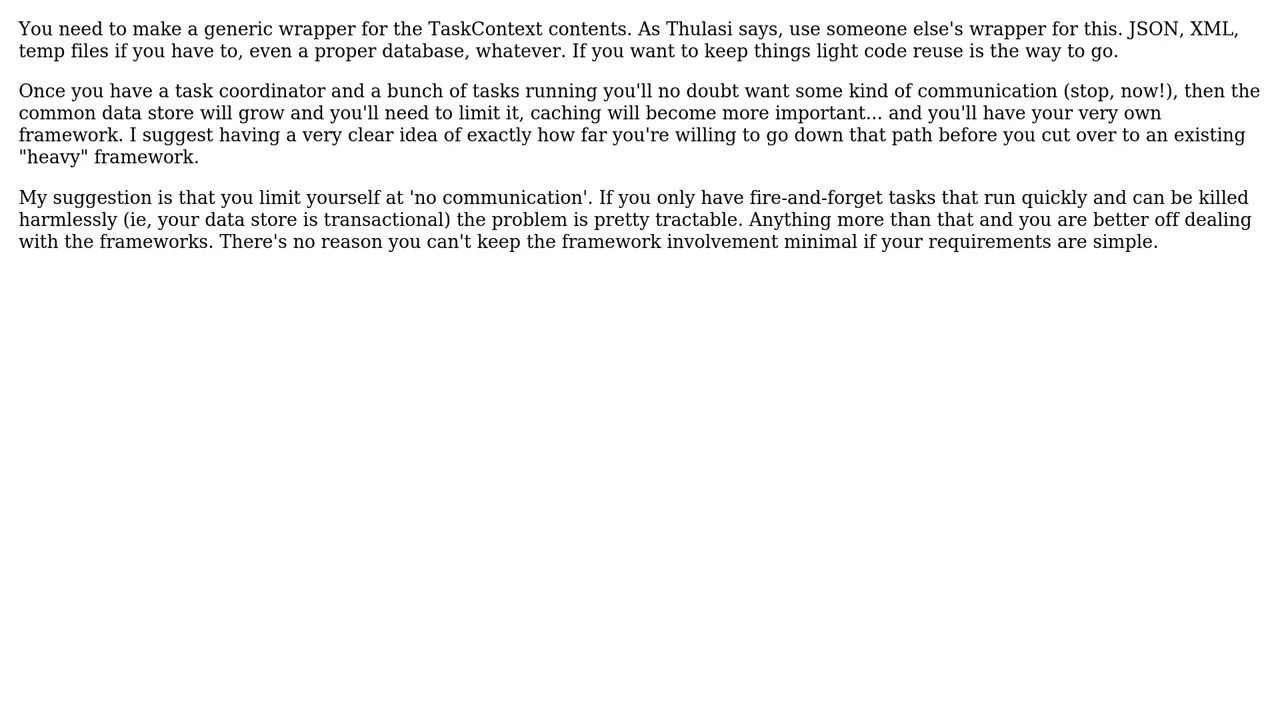 You need to make a generic wrapper for the TaskContext contents. As Thulasi says, use someone else's wrapper for this. JSON, XML,
temp files if you have to, even a proper database, whatever. If you want to keep things light code reuse is the way to go.
Once you have a task coordinator and a bunch of tasks running you'll no doubt want some kind of communication (stop, now!), then the
common data store will grow and you'll need to limit it, caching will become more important... and you'll have your very own
framework. I suggest having a very clear idea of exactly how far you're willing to go down that path before you cut over to an existing
"heavy" framework.
My suggestion is that you limit yourself at 'no communication'. If you only have fire-and-forget tasks that run quickly and can be killed
harmlessly (ie, your data store is transactional) the problem is pretty tractable. Anything more than that and you are better off dealing
with the frameworks. There's no reason you can't keep the framework involvement minimal if your requirements are simple.